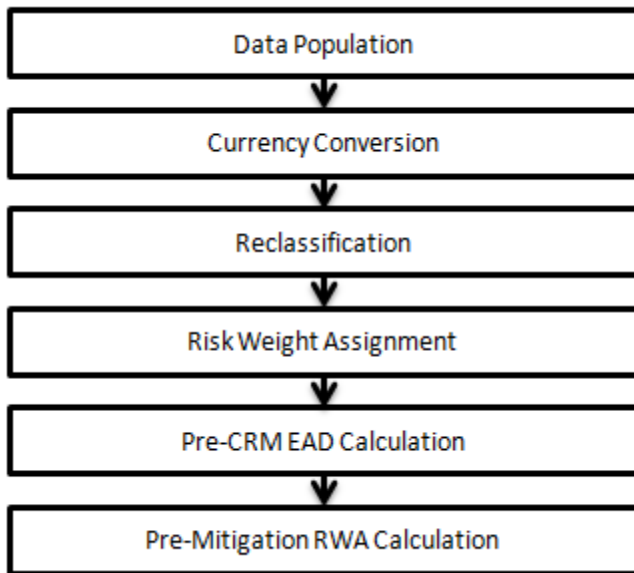 Data Population
Currency Conversion
Reclassification
Risk Weight Assignment
Pre-CRM EAD Calculation
Pre-Mitigation RWA Calculation